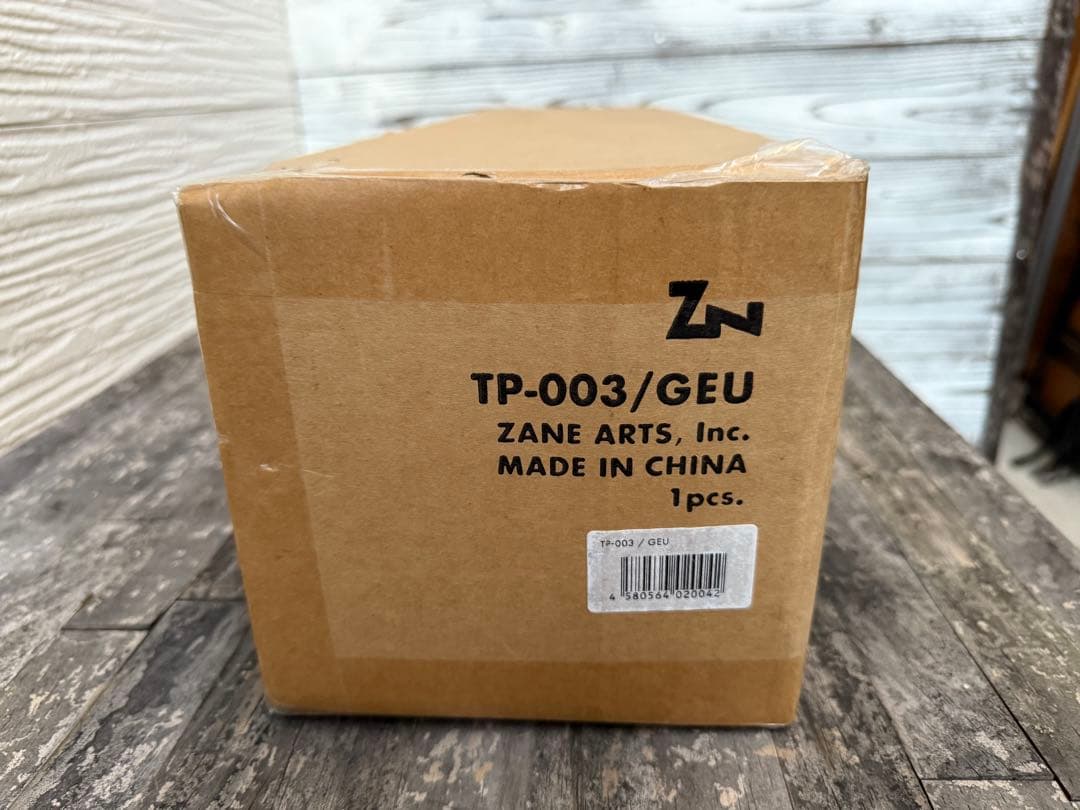 ZN
TP-003/GEU
ZANE ARTS, Inc.
MADE IN CHINA
1pcs.
TP-003 / GEU
4 580564 020042